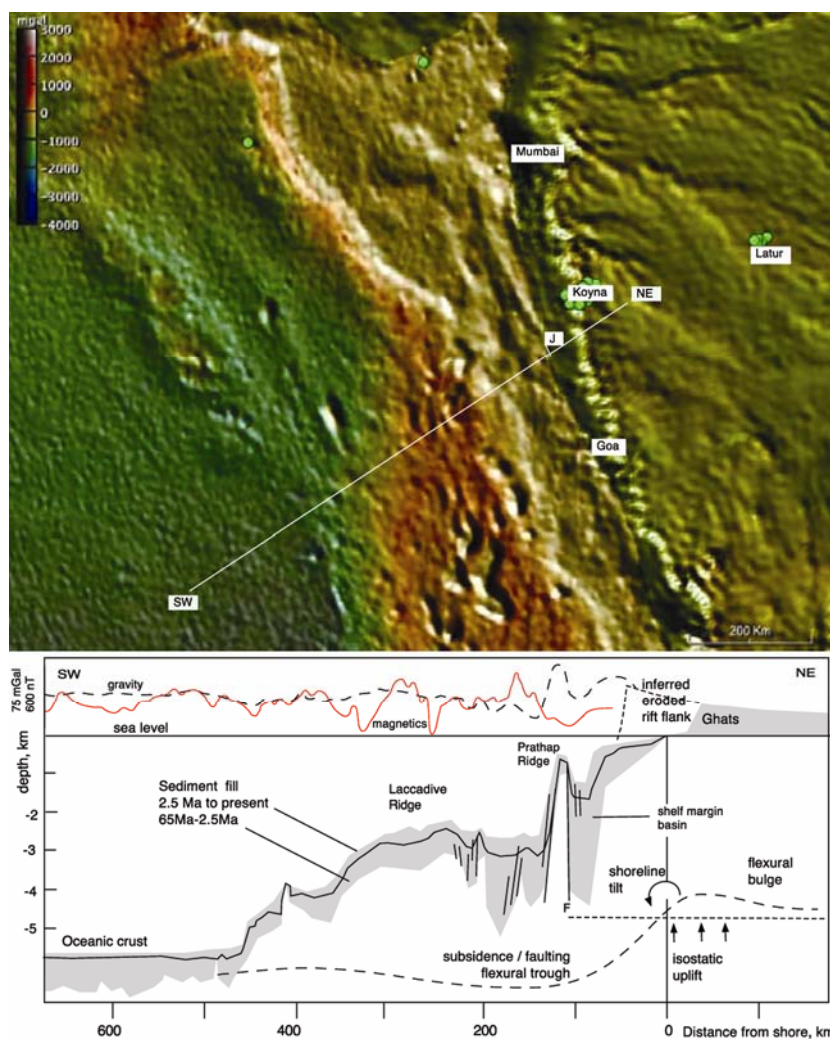 mgal
3000
2000
1000
0
-1000
-2000
-3000
-4000
Mumbai
Latur
Koyna
NE
J
Goa
SW
200 Km
SW
NE
75 mGal
600 nT
gravity
sea level
magnetics
inferred
eroded
rift flank
Ghats
depth, km
-2
-3
-4
-5
Prathap
Ridge
Laccadive
Ridge
Sediment fill
2.5 Ma to present
65Ma-2.5Ma
shelf margin
basin
shoreline
tilt
flexural
bulge
F
Oceanic crust
subsidence / faulting
flexural trough
isostatic
uplift
600
400
200
100
0
Distance from shore, km